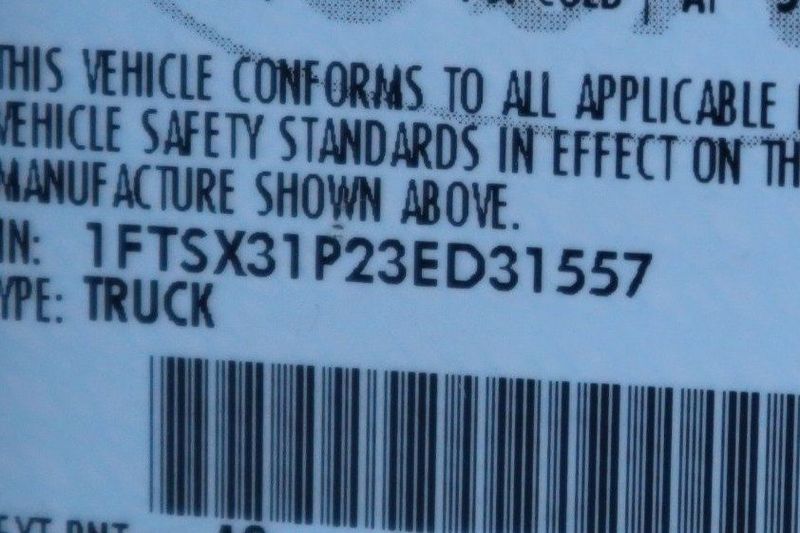 THIS VEHICLE CONFORMS TO ALL APPLICABLE
VEHICLE SAFETY STANDARDS IN EFFECT ON TH
MANUFACTURE SHOWN ABOVE.
IN: 1FTSX31P23ED31557
YPE: TRUCK